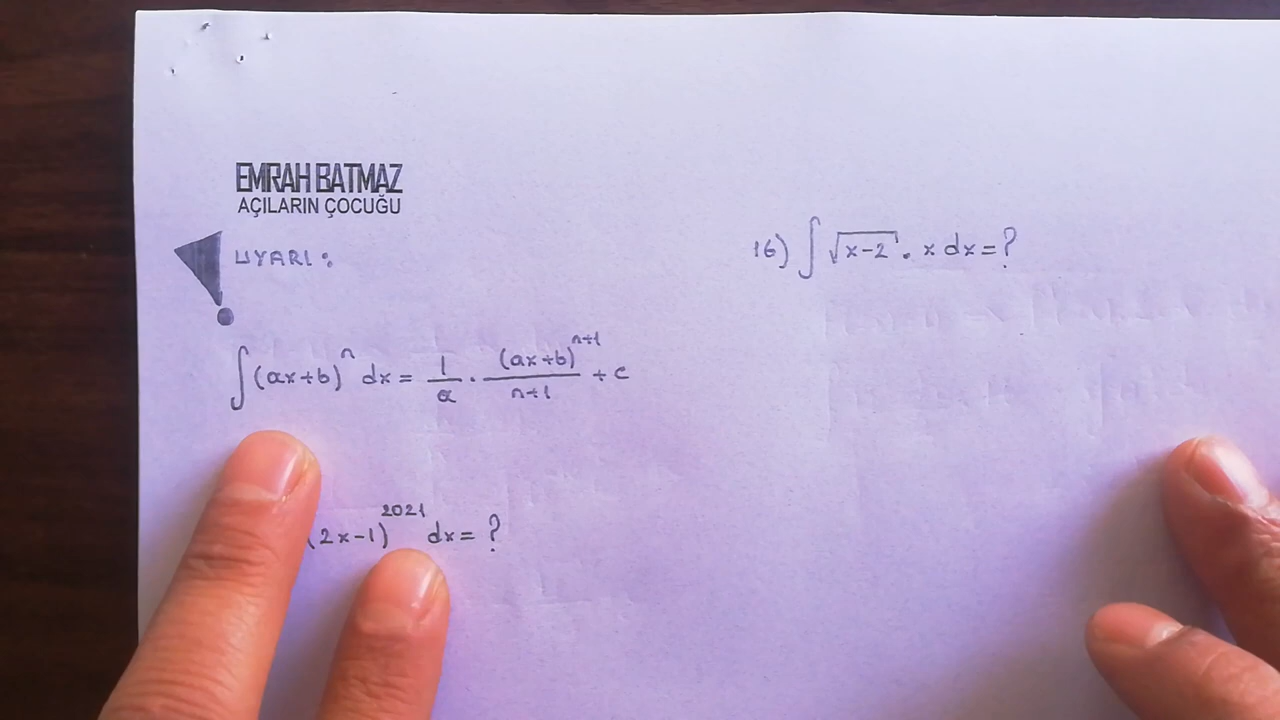 EMRAH BATMAZ
AÇILARIN ÇOCUĞU
UYARI :
∫(ax+b)^n dx = 1/a . (ax+b)^(n+1)/(n+1) + c
(2x-1)^2021 dx = ?
16) ∫√(x-2) . x dx = ?